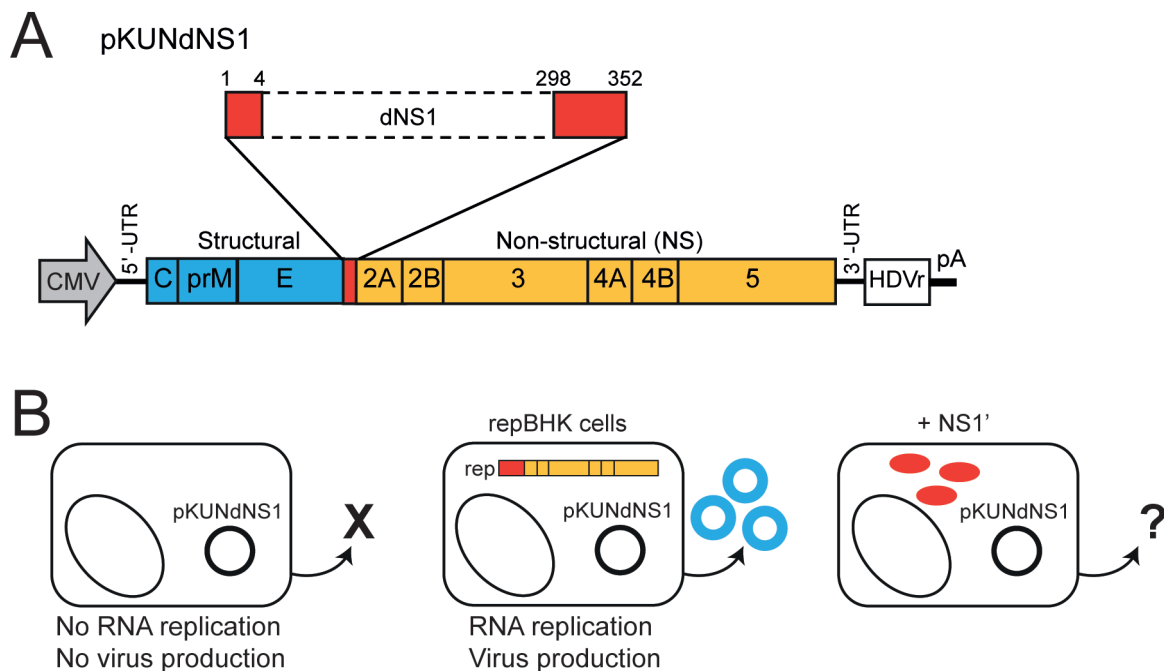 A
pKUNdNS1
1 4 298 352
dNS1
CMV
5'-UTR
Structural
Non-structural (NS)
3'-UTR
C prM E 2A 2B 3 4A 4B 5
HDVr
pA
B
repBHK cells
+ NS1'
rep
pKUNdNS1
X
pKUNdNS1
pKUNdNS1
?
No RNA replication
No virus production
RNA replication
Virus production